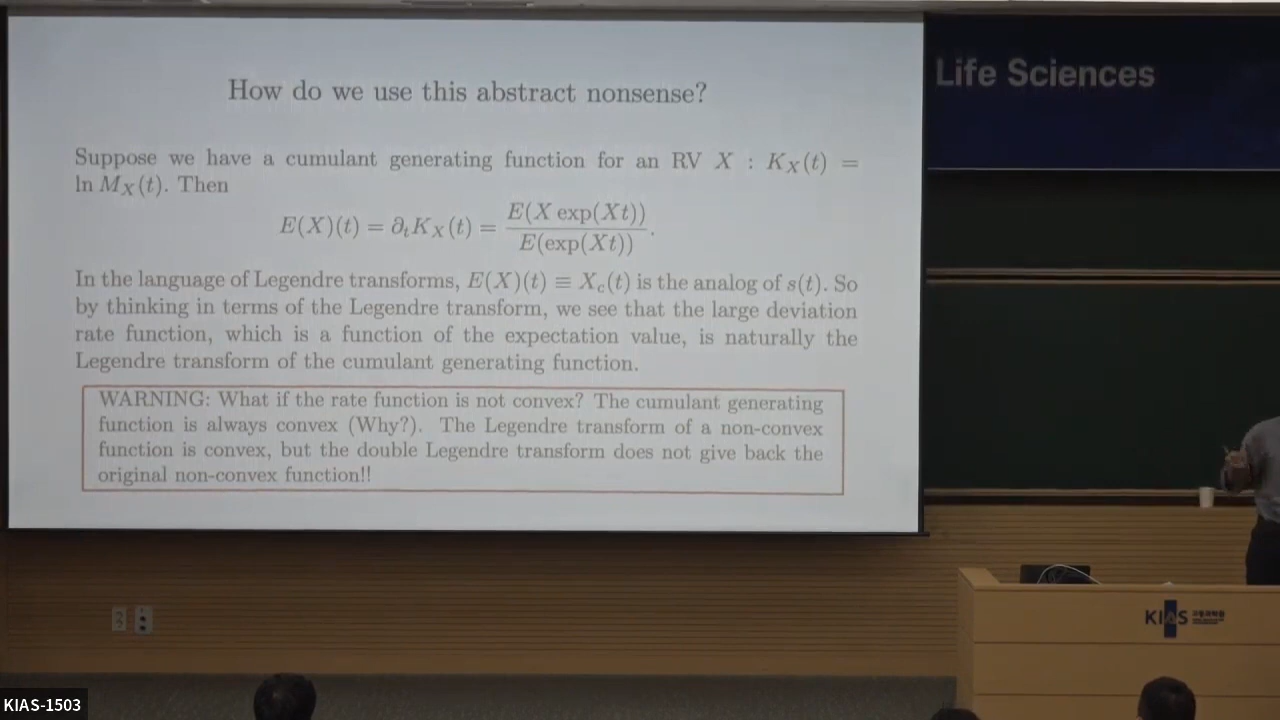 How do we use this abstract nonsense?
Suppose we have a cumulant generating function for an RV X : K_X(t) =
ln M_X(t). Then
E(X)(t) = ∂_t K_X(t) = E(X exp(Xt)) / E(exp(Xt)) .
In the language of Legendre transforms, E(X)(t) ≡ X_c(t) is the analog of s(t). So
by thinking in terms of the Legendre transform, we see that the large deviation
rate function, which is a function of the expectation value, is naturally the
Legendre transform of the cumulant generating function.
WARNING: What if the rate function is not convex? The cumulant generating
function is always convex (Why?). The Legendre transform of a non-convex
function is convex, but the double Legendre transform does not give back the
original non-convex function!!
Life Sciences
KIAS 고등과학원
KIAS-1503